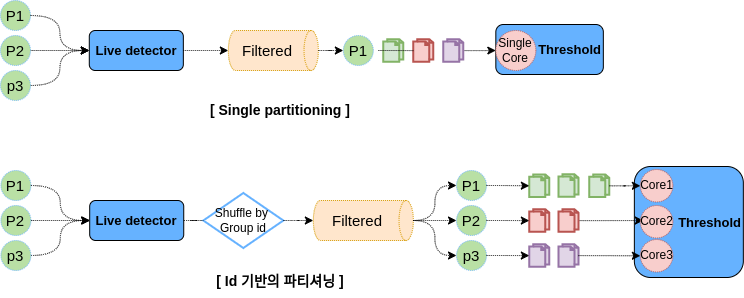 P1
P2
p3
Live detector
Filtered
P1
Single
Core
Threshold
[ Single partitioning ]
P1
P2
p3
Live detector
Shuffle by
Group id
Filtered
P1
P2
p3
Core1
Core2
Core3
Threshold
[ Id 기반의 파티셔닝 ]